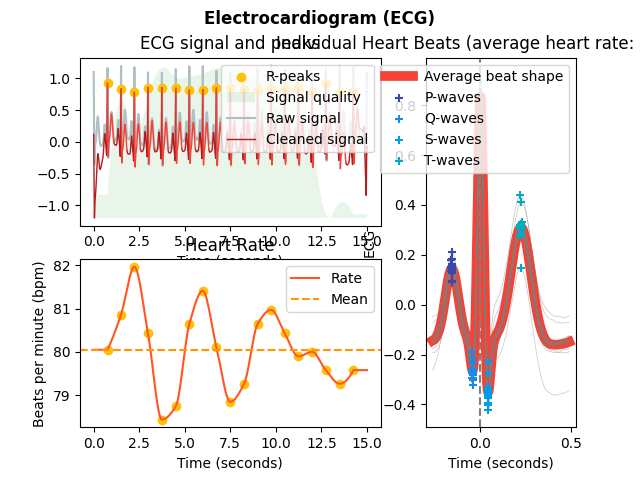 Electrocardiogram (ECG)
ECG signal and peaks
Individual Heart Beats (average heart rate:
R-peaks
Signal quality
Raw signal
Cleaned signal
1.0
0.5
0.0
−0.5
−1.0
0.0 2.5 5.0 7.5 10.0 12.5 15.0
Time (seconds)
Average beat shape
P-waves
Q-waves
S-waves
T-waves
ECG
0.8
0.6
0.4
0.2
0.0
−0.2
−0.4
0.0 0.5
Time (seconds)
Heart Rate
Rate
Mean
Beats per minute (bpm)
82
81
80
79
0.0 2.5 5.0 7.5 10.0 12.5 15.0
Time (seconds)